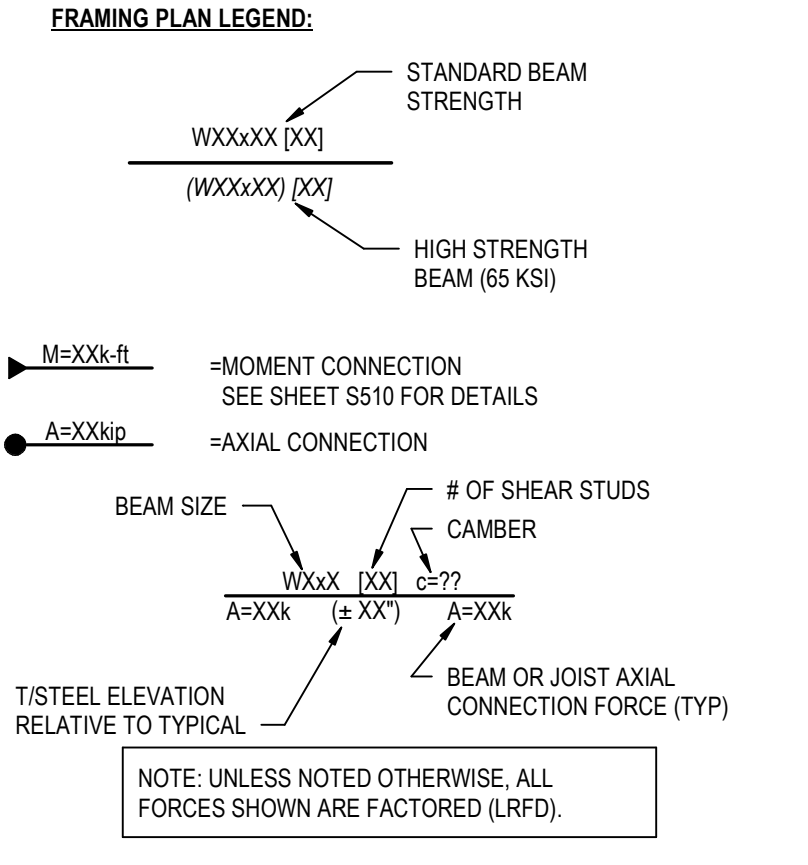 FRAMING PLAN LEGEND:
STANDARD BEAM
STRENGTH
WXXxXX [XX]
(WXXxXX) [XX]
HIGH STRENGTH
BEAM (65 KSI)
M=XXk-ft
=MOMENT CONNECTION
SEE SHEET S510 FOR DETAILS
A=XXkip
=AXIAL CONNECTION
# OF SHEAR STUDS
BEAM SIZE
CAMBER
WXxX [XX] c=??
A=XXk (± XX") A=XXk
T/STEEL ELEVATION
RELATIVE TO TYPICAL
BEAM OR JOIST AXIAL
CONNECTION FORCE (TYP)
NOTE: UNLESS NOTED OTHERWISE, ALL
FORCES SHOWN ARE FACTORED (LRFD).